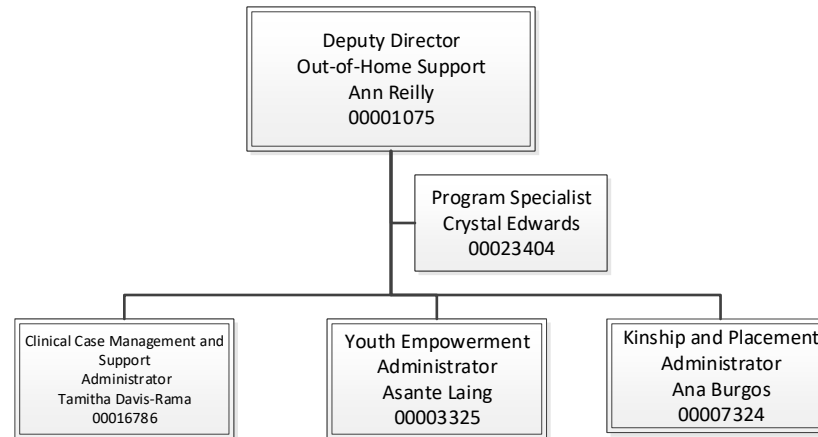 Deputy Director
Out-of-Home Support
Ann Reilly
00001075
Program Specialist
Crystal Edwards
00023404
Clinical Case Management and
Support
Administrator
Tamitha Davis-Rama
00016786
Youth Empowerment
Administrator
Asante Laing
00003325
Kinship and Placement
Administrator
Ana Burgos
00007324